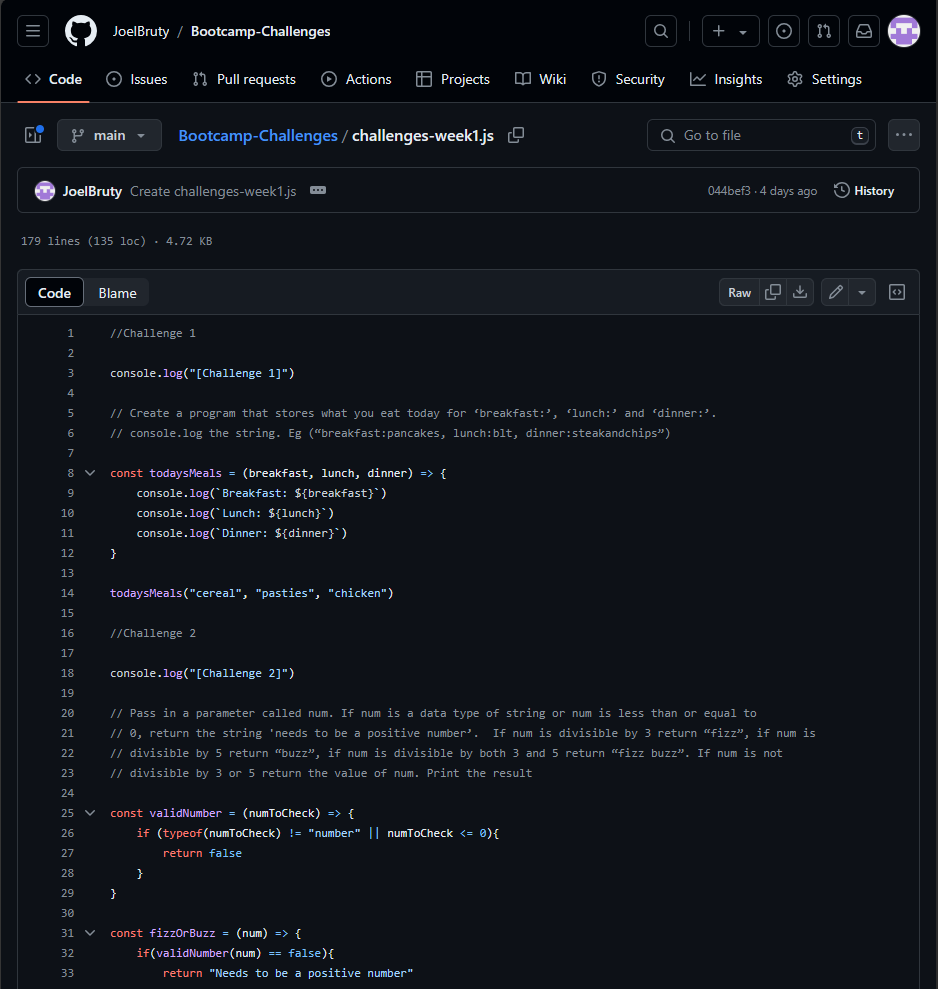 JoelBruty / Bootcamp-Challenges
Code Issues Pull requests Actions Projects Wiki Security Insights Settings
main Bootcamp-Challenges / challenges-week1.js Go to file t
JoelBruty Create challenges-week1.js 044bef3 · 4 days ago History
179 lines (135 loc) · 4.72 KB
Code Blame Raw
1 //Challenge 1
2
3 console.log("[Challenge 1]")
4
5 // Create a program that stores what you eat today for ‘breakfast:’, ‘lunch:’ and ‘dinner:’.
6 // console.log the string. Eg (“breakfast:pancakes, lunch:blt, dinner:steakandchips”)
7
8 const todaysMeals = (breakfast, lunch, dinner) => {
9 console.log(`Breakfast: ${breakfast}`)
10 console.log(`Lunch: ${lunch}`)
11 console.log(`Dinner: ${dinner}`)
12 }
13
14 todaysMeals("cereal", "pasties", "chicken")
15
16 //Challenge 2
17
18 console.log("[Challenge 2]")
19
20 // Pass in a parameter called num. If num is a data type of string or num is less than or equal to
21 // 0, return the string 'needs to be a positive number’.  If num is divisible by 3 return “fizz”, if num is
22 // divisible by 5 return “buzz”, if num is divisible by both 3 and 5 return “fizz buzz”. If num is not
23 // divisible by 3 or 5 return the value of num. Print the result
24
25 const validNumber = (numToCheck) => {
26 if (typeof(numToCheck) != "number" || numToCheck <= 0){
27 return false
28 }
29 }
30
31 const fizzOrBuzz = (num) => {
32 if(validNumber(num) == false){
33 return "Needs to be a positive number"